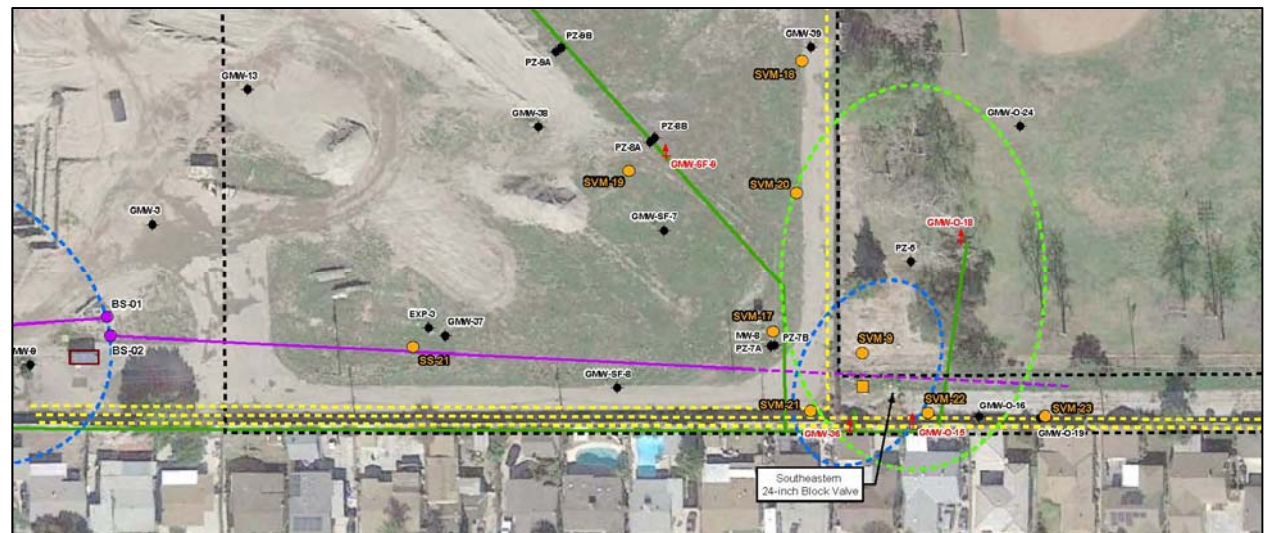 PZ-9B
PZ-9A
GMW-39
SVM-18
GMW-13
GMW-38
GMW-O-24
PZ-8B
PZ-8A
GMW-SF-9
SVM-19
SVM-20
GMW-3
GMW-SF-7
GMW-O-18
PZ-5
BS-01
BS-02
EXP-3
GMW-37
SS-21
SVM-17
MW-8
PZ-7B
PZ-7A
SVM-9
MW-9
GMW-SF-8
SVM-21
SVM-22
GMW-O-16
SVM-23
GMW-36
GMW-O-15
GMW-O-19
Southeastern
24-inch Block Valve